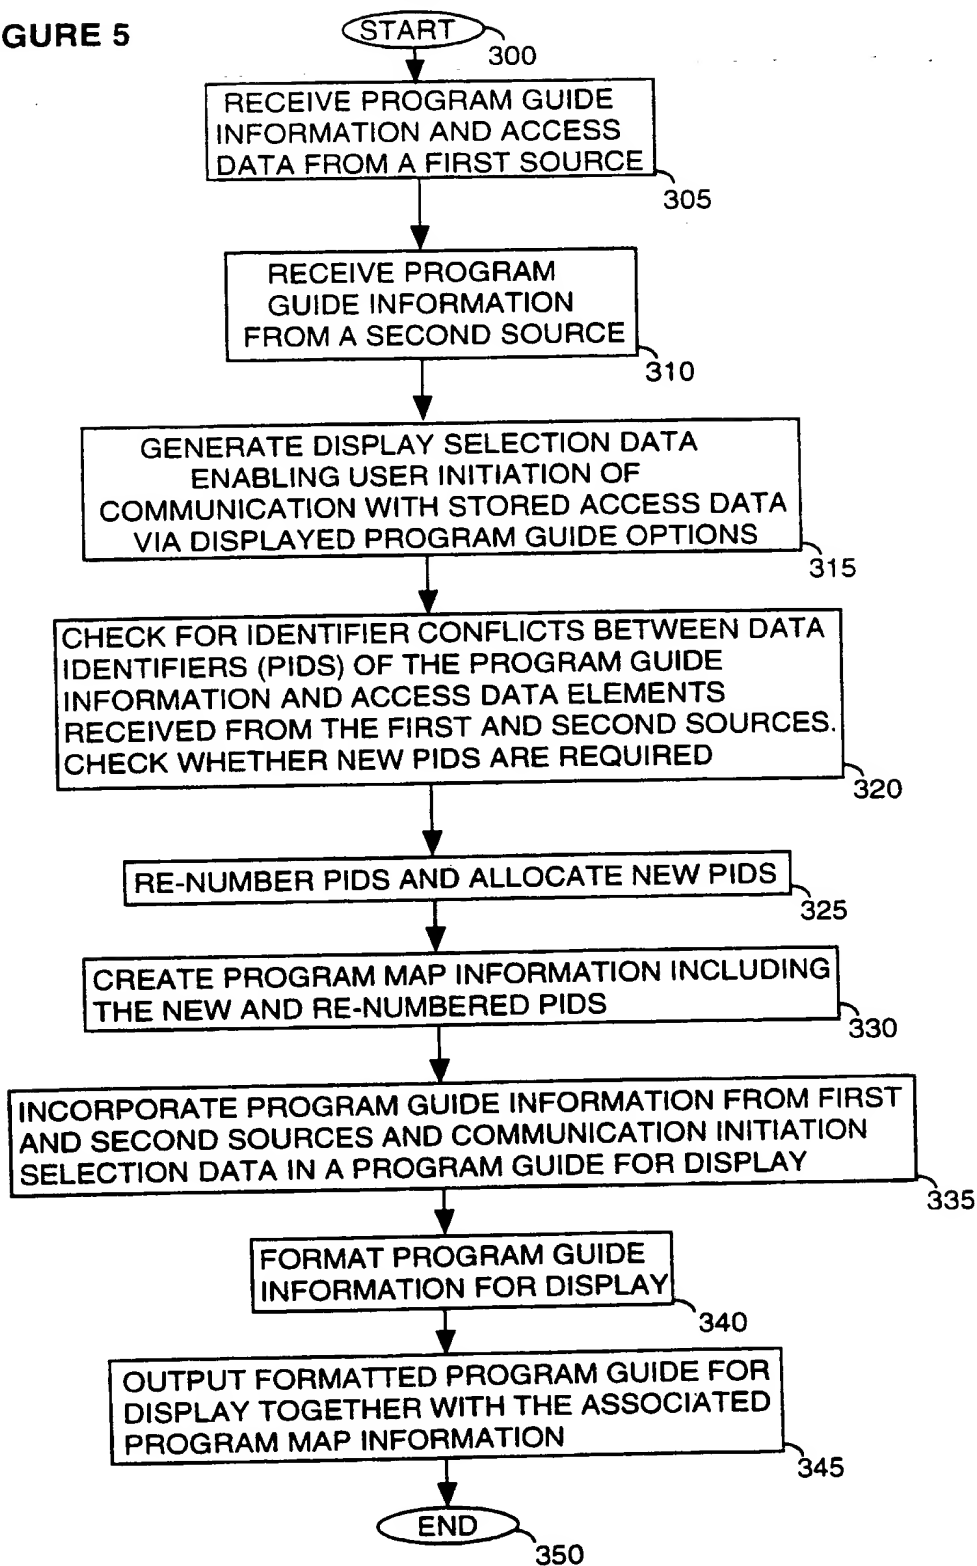 GURE 5
START
300
RECEIVE PROGRAM GUIDE
INFORMATION AND ACCESS
DATA FROM A FIRST SOURCE
305
RECEIVE PROGRAM
GUIDE INFORMATION
FROM A SECOND SOURCE
310
GENERATE DISPLAY SELECTION DATA
ENABLING USER INITIATION OF
COMMUNICATION WITH STORED ACCESS DATA
VIA DISPLAYED PROGRAM GUIDE OPTIONS
315
CHECK FOR IDENTIFIER CONFLICTS BETWEEN DATA
IDENTIFIERS (PIDS) OF THE PROGRAM GUIDE
INFORMATION AND ACCESS DATA ELEMENTS
RECEIVED FROM THE FIRST AND SECOND SOURCES.
CHECK WHETHER NEW PIDS ARE REQUIRED
320
RE-NUMBER PIDS AND ALLOCATE NEW PIDS
325
CREATE PROGRAM MAP INFORMATION INCLUDING
THE NEW AND RE-NUMBERED PIDS
330
INCORPORATE PROGRAM GUIDE INFORMATION FROM FIRST
AND SECOND SOURCES AND COMMUNICATION INITIATION
SELECTION DATA IN A PROGRAM GUIDE FOR DISPLAY
335
FORMAT PROGRAM GUIDE
INFORMATION FOR DISPLAY
340
OUTPUT FORMATTED PROGRAM GUIDE FOR
DISPLAY TOGETHER WITH THE ASSOCIATED
PROGRAM MAP INFORMATION
345
END
350